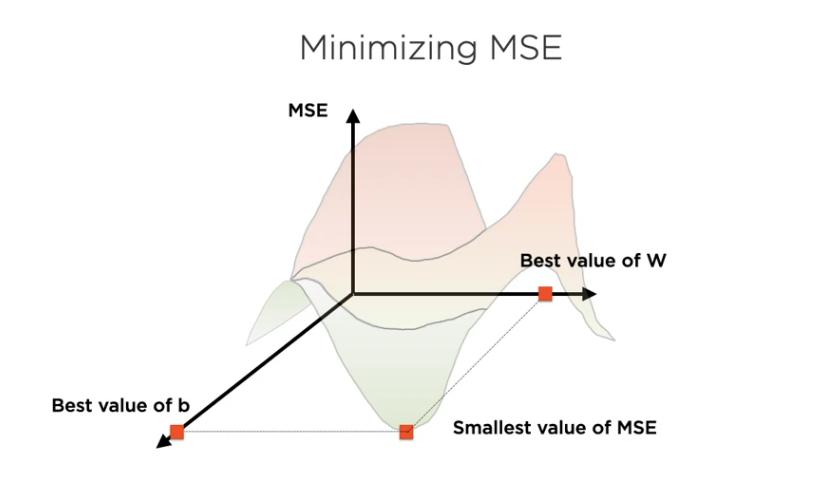 Minimizing MSE
MSE
Best value of W
Best value of b
Smallest value of MSE